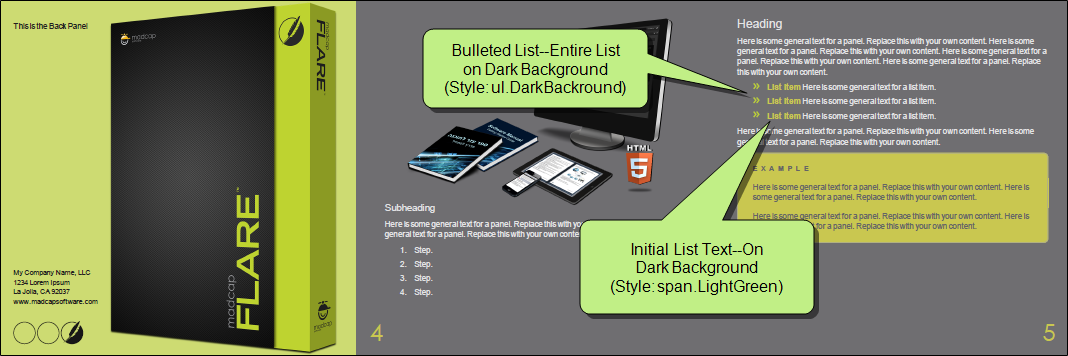 This is the Back Panel
madcap
FLARE™
madcap
FLARE™
madcap
My Company Name, LLC
1234 Lorem Ipsum
La Jolla, CA 92037
www.madcapsoftware.com
Bulleted List--Entire List
on Dark Background
(Style: ul.DarkBackround)
Software Manual
HTML
5
Subheading
Here is some general text for a panel. Replace this with you
general text for a panel. Replace this with your own conte
1. Step.
2. Step.
3. Step.
4. Step.
4
Heading
Here is some general text for a panel. Replace this with your own content. Here is some
general text for a panel. Replace this with your own content. Here is some general text for a
panel. Replace this with your own content. Here is some general text for a panel. Replace
this with your own content.
» List item Here is some general text for a list item.
» List item Here is some general text for a list item.
» List item Here is some general text for a list item.
Here is some general text for a panel. Replace this with your own content. Here is some
general text for a panel. Replace this with your own content.
EXAMPLE
Here is some general text for a panel. Replace this with your own content. Here is
some general text for a panel. Replace this with your own content.
Here is some general text for a panel. Replace this with your own content. Here is
some general text for a panel. Replace this with your own content.
Initial List Text--On
Dark Background
(Style: span.LightGreen)
5